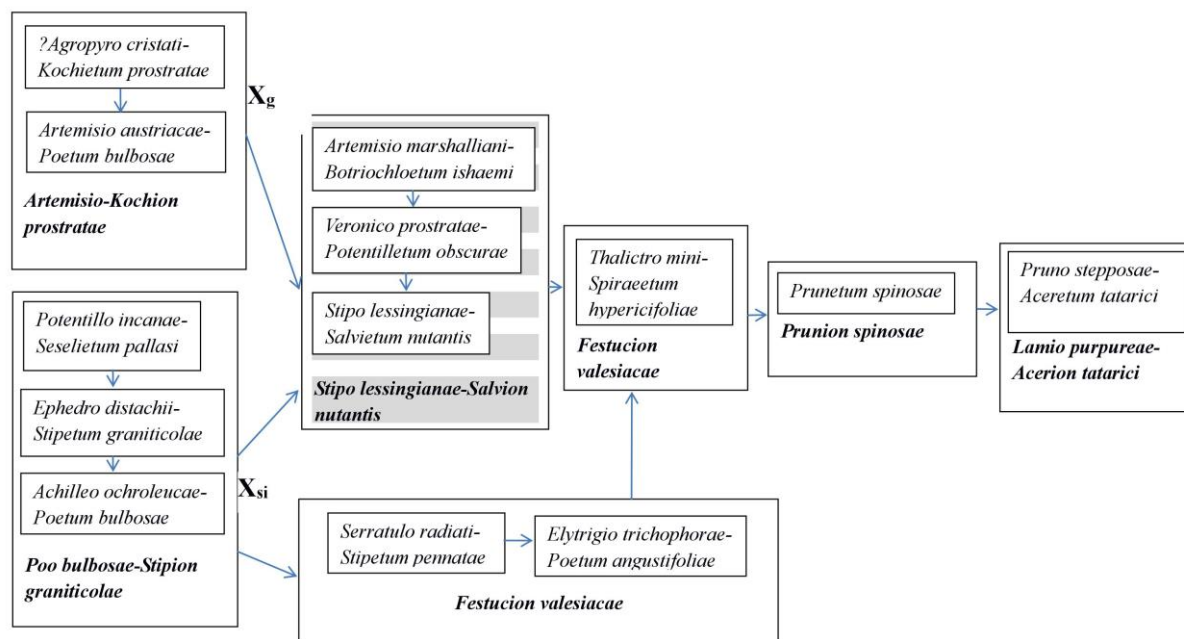 ?Agropyro cristati-
Kochietum prostratae
Artemisio austriacae-
Poetum bulbosae
Artemisio-Kochion
prostratae
Xg
Potentillo incanae-
Seselietum pallasi
Ephedro distachii-
Stipetum graniticolae
Achilleo ochroleucae-
Poetum bulbosae
Poo bulbosae-Stipion
graniticolae
Xsi
Artemisio marshalliani-
Botriochloetum ishaemi
Veronico prostratae-
Potentilletum obscurae
Stipo lessingianae-
Salvietum nutantis
Stipo lessingianae-Salvion
nutantis
Serratulo radiati-
Stipetum pennatae
Elytrigio trichophorae-
Poetum angustifoliae
Festucion valesiacae
Thalictro mini-
Spiraeetum
hypericifoliae
Festucion
valesiacae
Prunetum spinosae
Prunion spinosae
Pruno stepposae-
Aceretum tatarici
Lamio purpureae-
Acerion tatarici